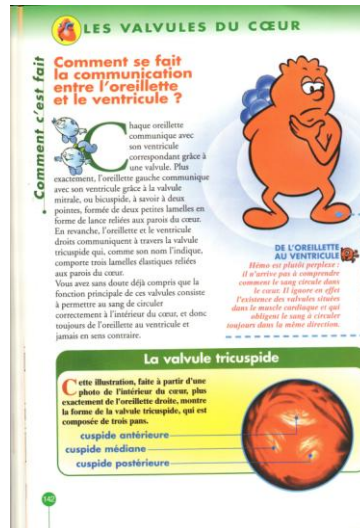 LES VALVULES DU CŒUR
Comment c'est fait
Comment se fait
la communication
entre l'oreillette
et le ventricule ?
Chaque oreillette
communique avec
son ventricule
correspondant grâce à
une valvule. Plus
exactement, l'oreillette gauche communique
avec son ventricule grâce à la valvule
mitrale, ou bicuspide, à savoir à deux
pointes, formée de deux petites lamelles en
forme de lance reliées aux parois du cœur.
En revanche, l'oreillette et le ventricule
droits communiquent à travers la valvule
tricuspide qui, comme son nom l'indique,
comporte trois lamelles élastiques reliées
aux parois du cœur.
Vous avez sans doute déjà compris que la
fonction principale de ces valvules consiste
à permettre au sang de circuler
correctement à l'intérieur du cœur, et donc
toujours de l'oreillette au ventricule et
jamais en sens contraire.
DE L'OREILLETTE
AU VENTRICULE
Hémo est plutôt perplexe :
il n'arrive pas à comprendre
comment le sang circule dans
le cœur. Il ignore en effet
l'existence des valvules situées
dans le muscle cardiaque et qui
obligent le sang à circuler
toujours dans la même direction.
La valvule tricuspide
Cette illustration, faite à partir d'une
photo de l'intérieur du cœur, plus
exactement de l'oreillette droite, montre
la forme de la valvule tricuspide, qui est
composée de trois pans.
cuspide antérieure
cuspide médiane
cuspide postérieure
142